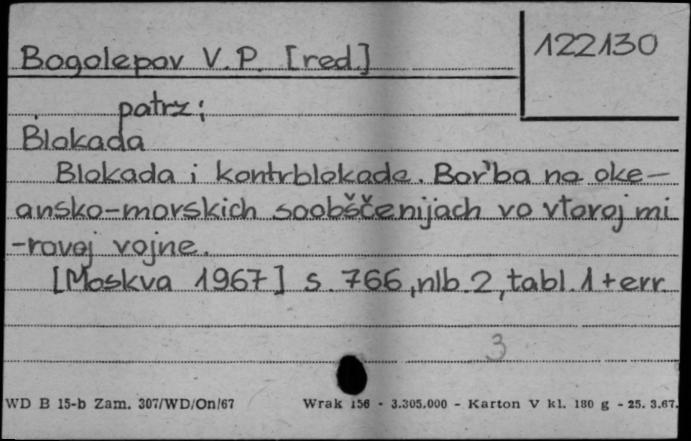 Bogolepov V.P. [red.]
122130
patrz:
Blokada
Blokada i kontrblokada. Bor'ba na oke-
ansko-morskich soobščenijach vo vtoroj mi
-rovoj vojne.
[Moskva 1967] s. 766, nlb. 2, tabl. 1 + err.
3
WD B 15-b Zam. 307/WD/On/67 Wrak 156 - 3.305.000 - Karton V kl. 180 g - 25. 3.67.